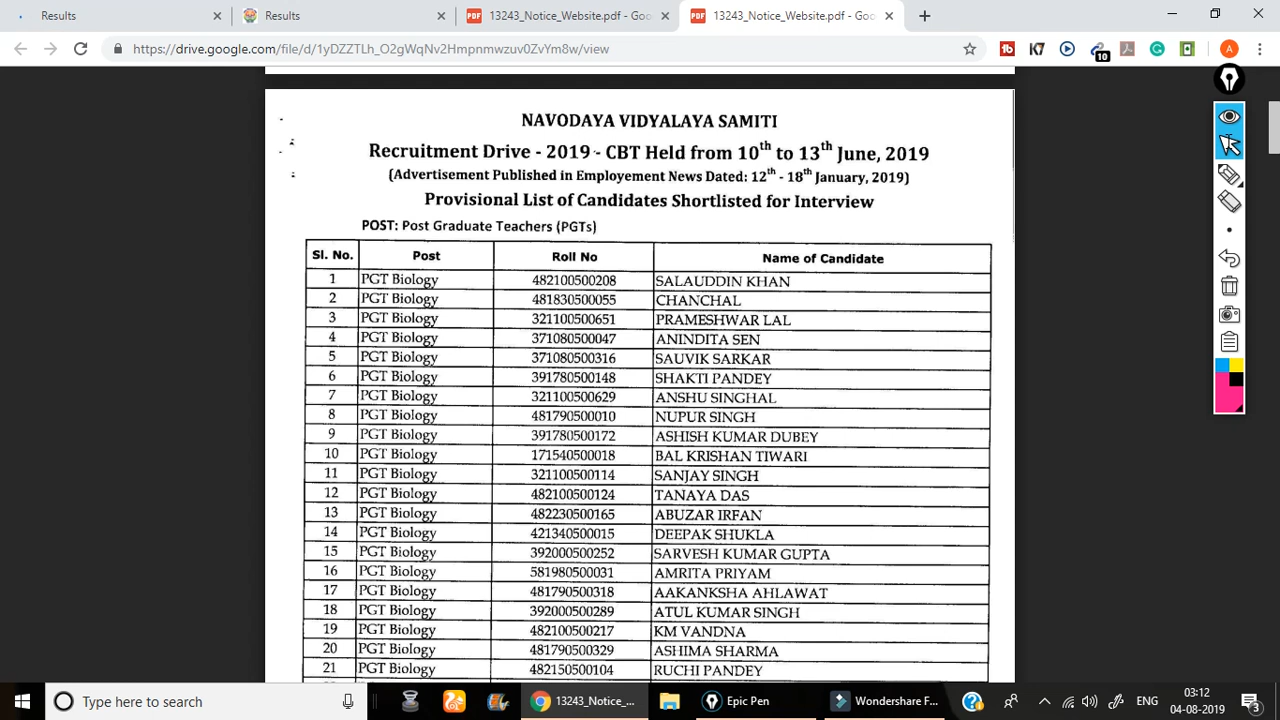 Results
Results
13243_Notice_Website.pdf - Goo
13243_Notice_Website.pdf - Goo
https://drive.google.com/file/d/1yDZZTLh_O2gWqNv2Hmpnmwzuv0ZvYm8w/view
10
A
NAVODAYA VIDYALAYA SAMITI
Recruitment Drive - 2019 - CBT Held from 10th to 13th June, 2019
(Advertisement Published in Employement News Dated: 12th - 18th January, 2019)
Provisional List of Candidates Shortlisted for Interview
POST: Post Graduate Teachers (PGTs)
Sl. No. Post Roll No Name of Candidate
1 PGT Biology 482100500208 SALAUDDIN KHAN
2 PGT Biology 481830500055 CHANCHAL
3 PGT Biology 321100500651 PRAMESHWAR LAL
4 PGT Biology 371080500047 ANINDITA SEN
5 PGT Biology 371080500316 SAUVIK SARKAR
6 PGT Biology 391780500148 SHAKTI PANDEY
7 PGT Biology 321100500629 ANSHU SINGHAL
8 PGT Biology 481790500010 NUPUR SINGH
9 PGT Biology 391780500172 ASHISH KUMAR DUBEY
10 PGT Biology 171540500018 BAL KRISHAN TIWARI
11 PGT Biology 321100500114 SANJAY SINGH
12 PGT Biology 482100500124 TANAYA DAS
13 PGT Biology 482230500165 ABUZAR IRFAN
14 PGT Biology 421340500015 DEEPAK SHUKLA
15 PGT Biology 392000500252 SARVESH KUMAR GUPTA
16 PGT Biology 581980500031 AMRITA PRIYAM
17 PGT Biology 481790500318 AAKANKSHA AHLAWAT
18 PGT Biology 392000500289 ATUL KUMAR SINGH
19 PGT Biology 482100500217 KM VANDNA
20 PGT Biology 481790500329 ASHIMA SHARMA
21 PGT Biology 482150500104 RUCHI PANDEY
Type here to search
13243_Notice_...
Epic Pen
Wondershare F...
ENG
03:12
04-08-2019
3